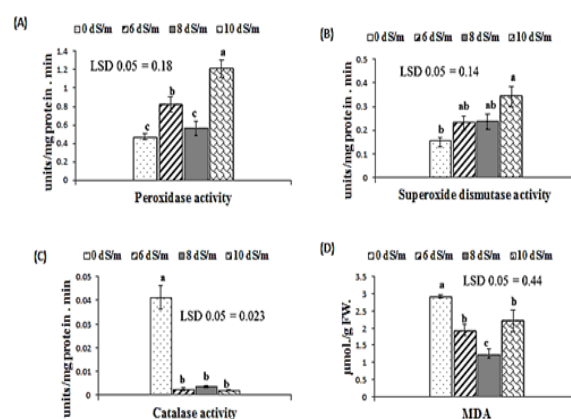 (A)
0 dS/m 6 dS/m 8 dS/m 10 dS/m
LSD 0.05 = 0.18
units/mg protein . min
1.4
1.2
1
0.8
0.6
0.4
0.2
0
c
b
c
a
Peroxidase activity
(B)
0 dS/m 6 dS/m 8 dS/m 10 dS/m
LSD 0.05 = 0.14
units/mg protein . min
0.5
0.4
0.3
0.2
0.1
0
b
ab
ab
a
Superoxide dismutase activity
(C)
0 dS/m 6 dS/m 8 dS/m 10 dS/m
LSD 0.05 = 0.023
units/mg protein . min
0.05
0.04
0.03
0.02
0.01
0
a
b
b
b
Catalase activity
(D)
0 dS/m 6 dS/m 8 dS/m 10 dS/m
LSD 0.05 = 0.44
µmoL/g FW.
3.5
3
2.5
2
1.5
1
0.5
0
a
b
c
b
MDA